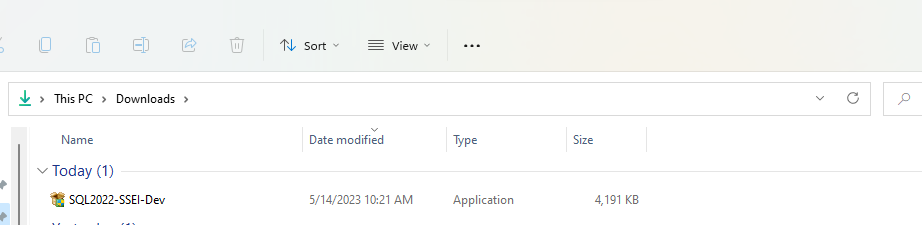 Sort View ...
This PC > Downloads >
Name Date modified Type Size
Today (1)
SQL2022-SSEI-Dev 5/14/2023 10:21 AM Application 4,191 KB